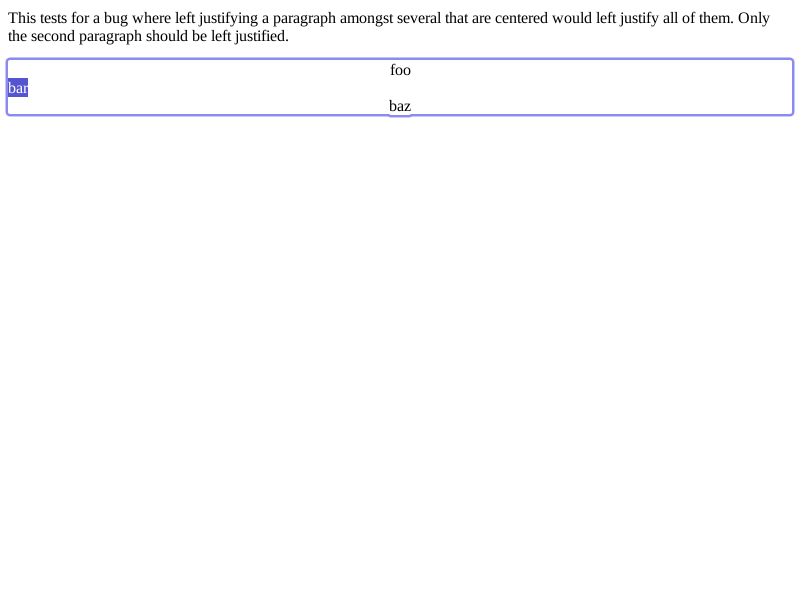 This tests for a bug where left justifying a paragraph amongst several that are centered would left justify all of them. Only
the second paragraph should be left justified.
foo
bar
baz